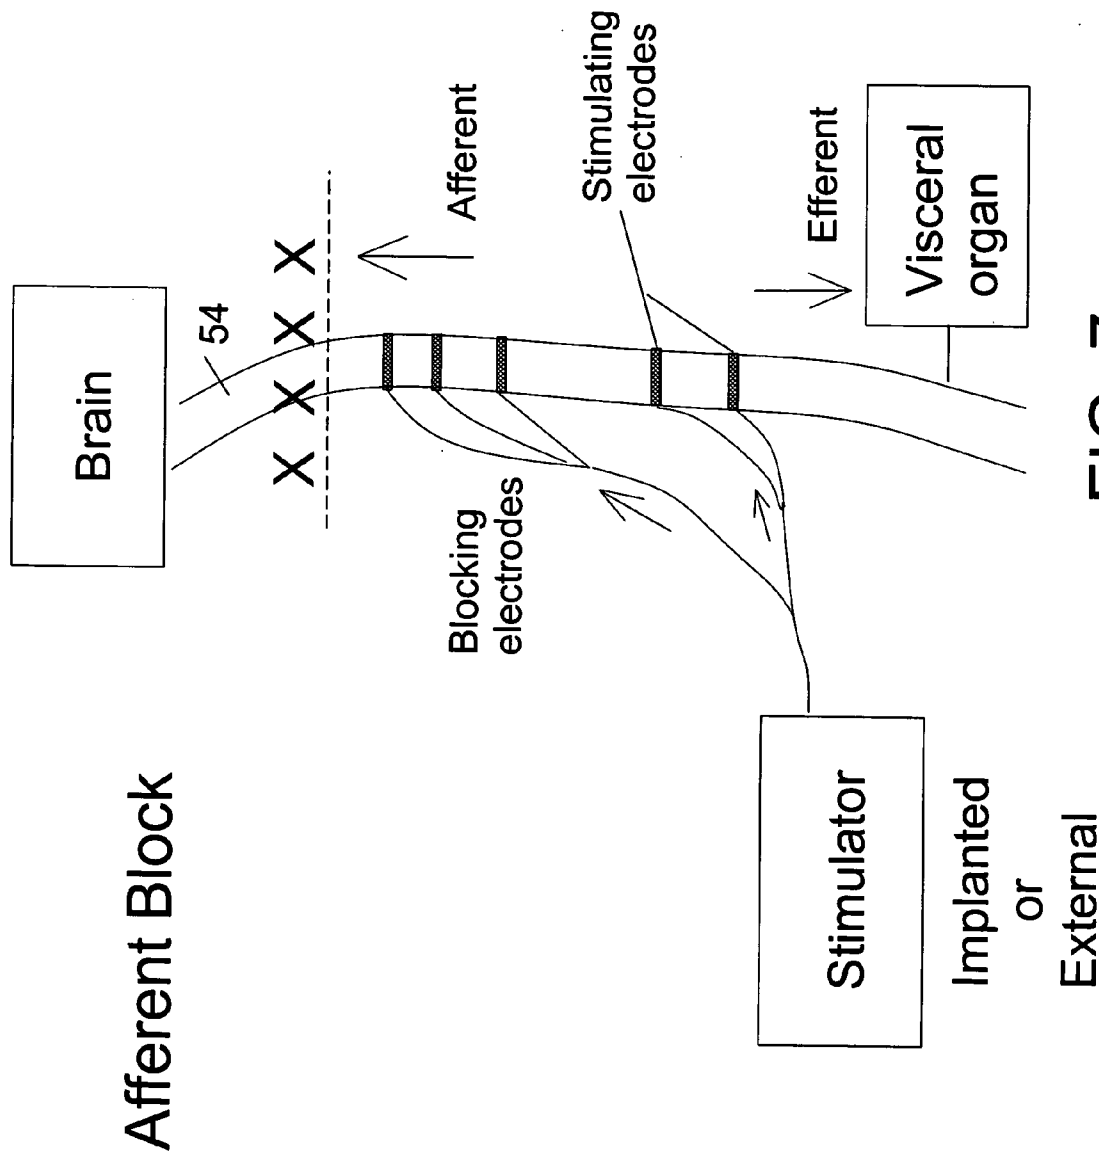 Afferent Block
Brain
54
X X X X
Afferent
Blocking
electrodes
Stimulating
electrodes
Efferent
Visceral
organ
Stimulator
Implanted
or
External